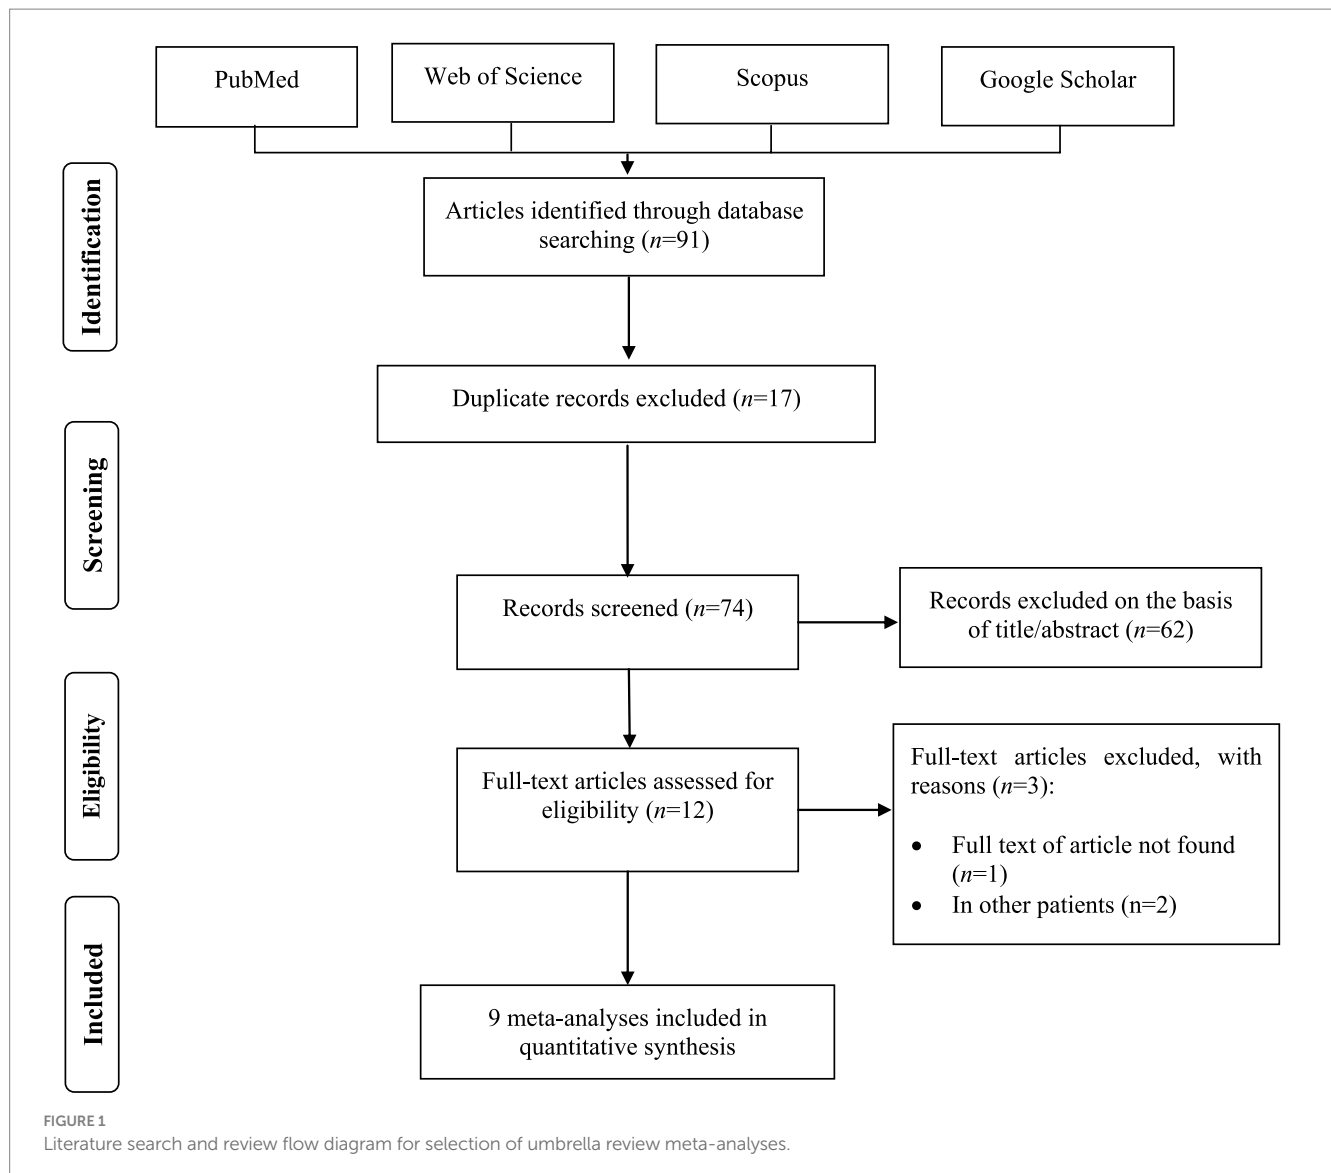 PubMed
Web of Science
Scopus
Google Scholar
Identification
Articles identified through database
searching (n=91)
Duplicate records excluded (n=17)
Screening
Records screened (n=74)
Records excluded on the basis
of title/abstract (n=62)
Eligibility
Full-text articles assessed for
eligibility (n=12)
Full-text articles excluded, with
reasons (n=3):
• Full text of article not found
(n=1)
• In other patients (n=2)
Included
9 meta-analyses included in
quantitative synthesis
FIGURE 1
Literature search and review flow diagram for selection of umbrella review meta-analyses.